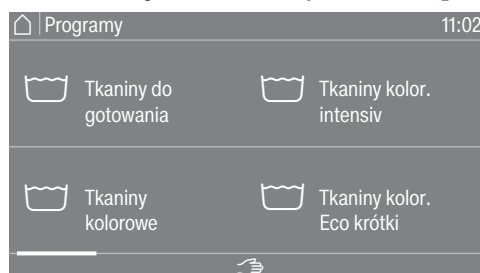 Programy
11:02
Tkaniny do
gotowania
Tkaniny kolor.
intensiv
Tkaniny
kolorowe
Tkaniny kolor.
Eco krótki